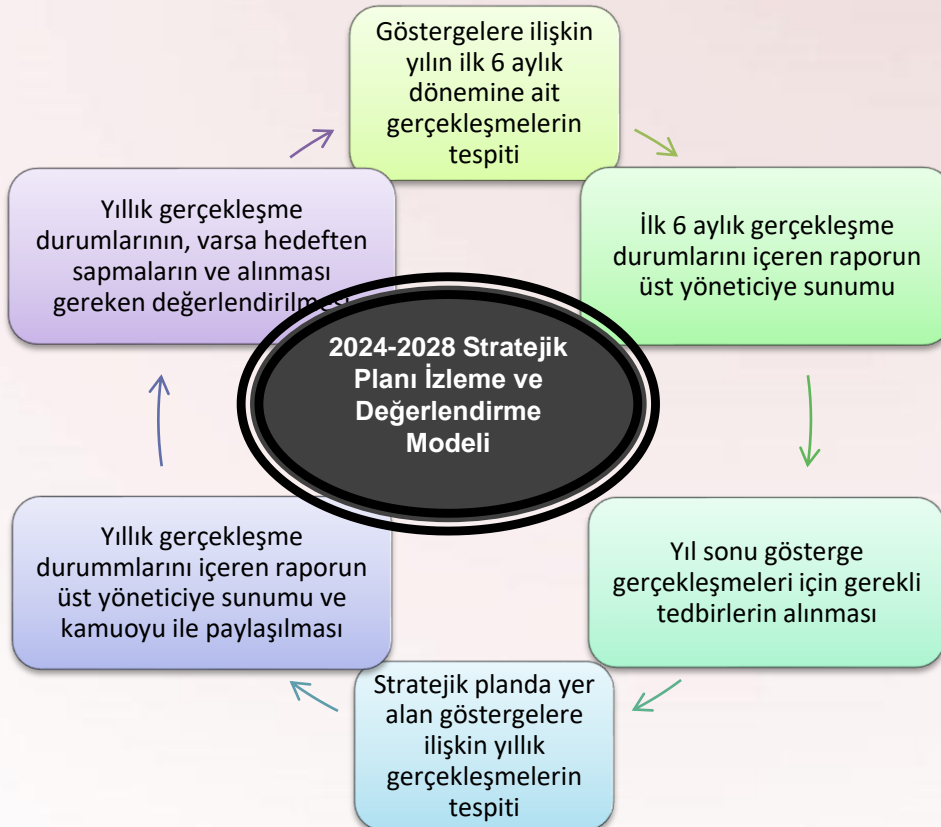 Göstergelere ilişkin
yılın ilk 6 aylık
dönemine ait
gerçekleşmelerin
tespiti
İlk 6 aylık gerçekleşme
durumlarını içeren raporun
üst yöneticiye sunumu
Yıl sonu gösterge
gerçekleşmeleri için gerekli
tedbirlerin alınması
Stratejik planda yer
alan göstergelere
ilişkin yıllık
gerçekleşmelerin
tespiti
Yıllık gerçekleşme
durummlarını içeren raporun
üst yöneticiye sunumu ve
kamuoyu ile paylaşılması
Yıllık gerçekleşme
durumlarının, varsa hedeften
sapmaların ve alınması
gereken değerlendirilmesi
2024-2028 Stratejik
Planı İzleme ve
Değerlendirme
Modeli